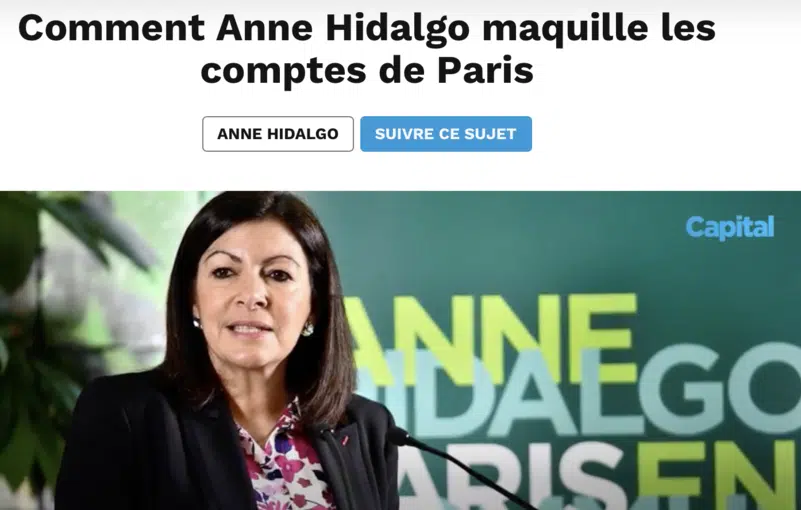 Comment Anne Hidalgo maquille les
comptes de Paris
ANNE HIDALGO
SUIVRE CE SUJET
Capital
ANNE
HIDALGO
PARIS EN